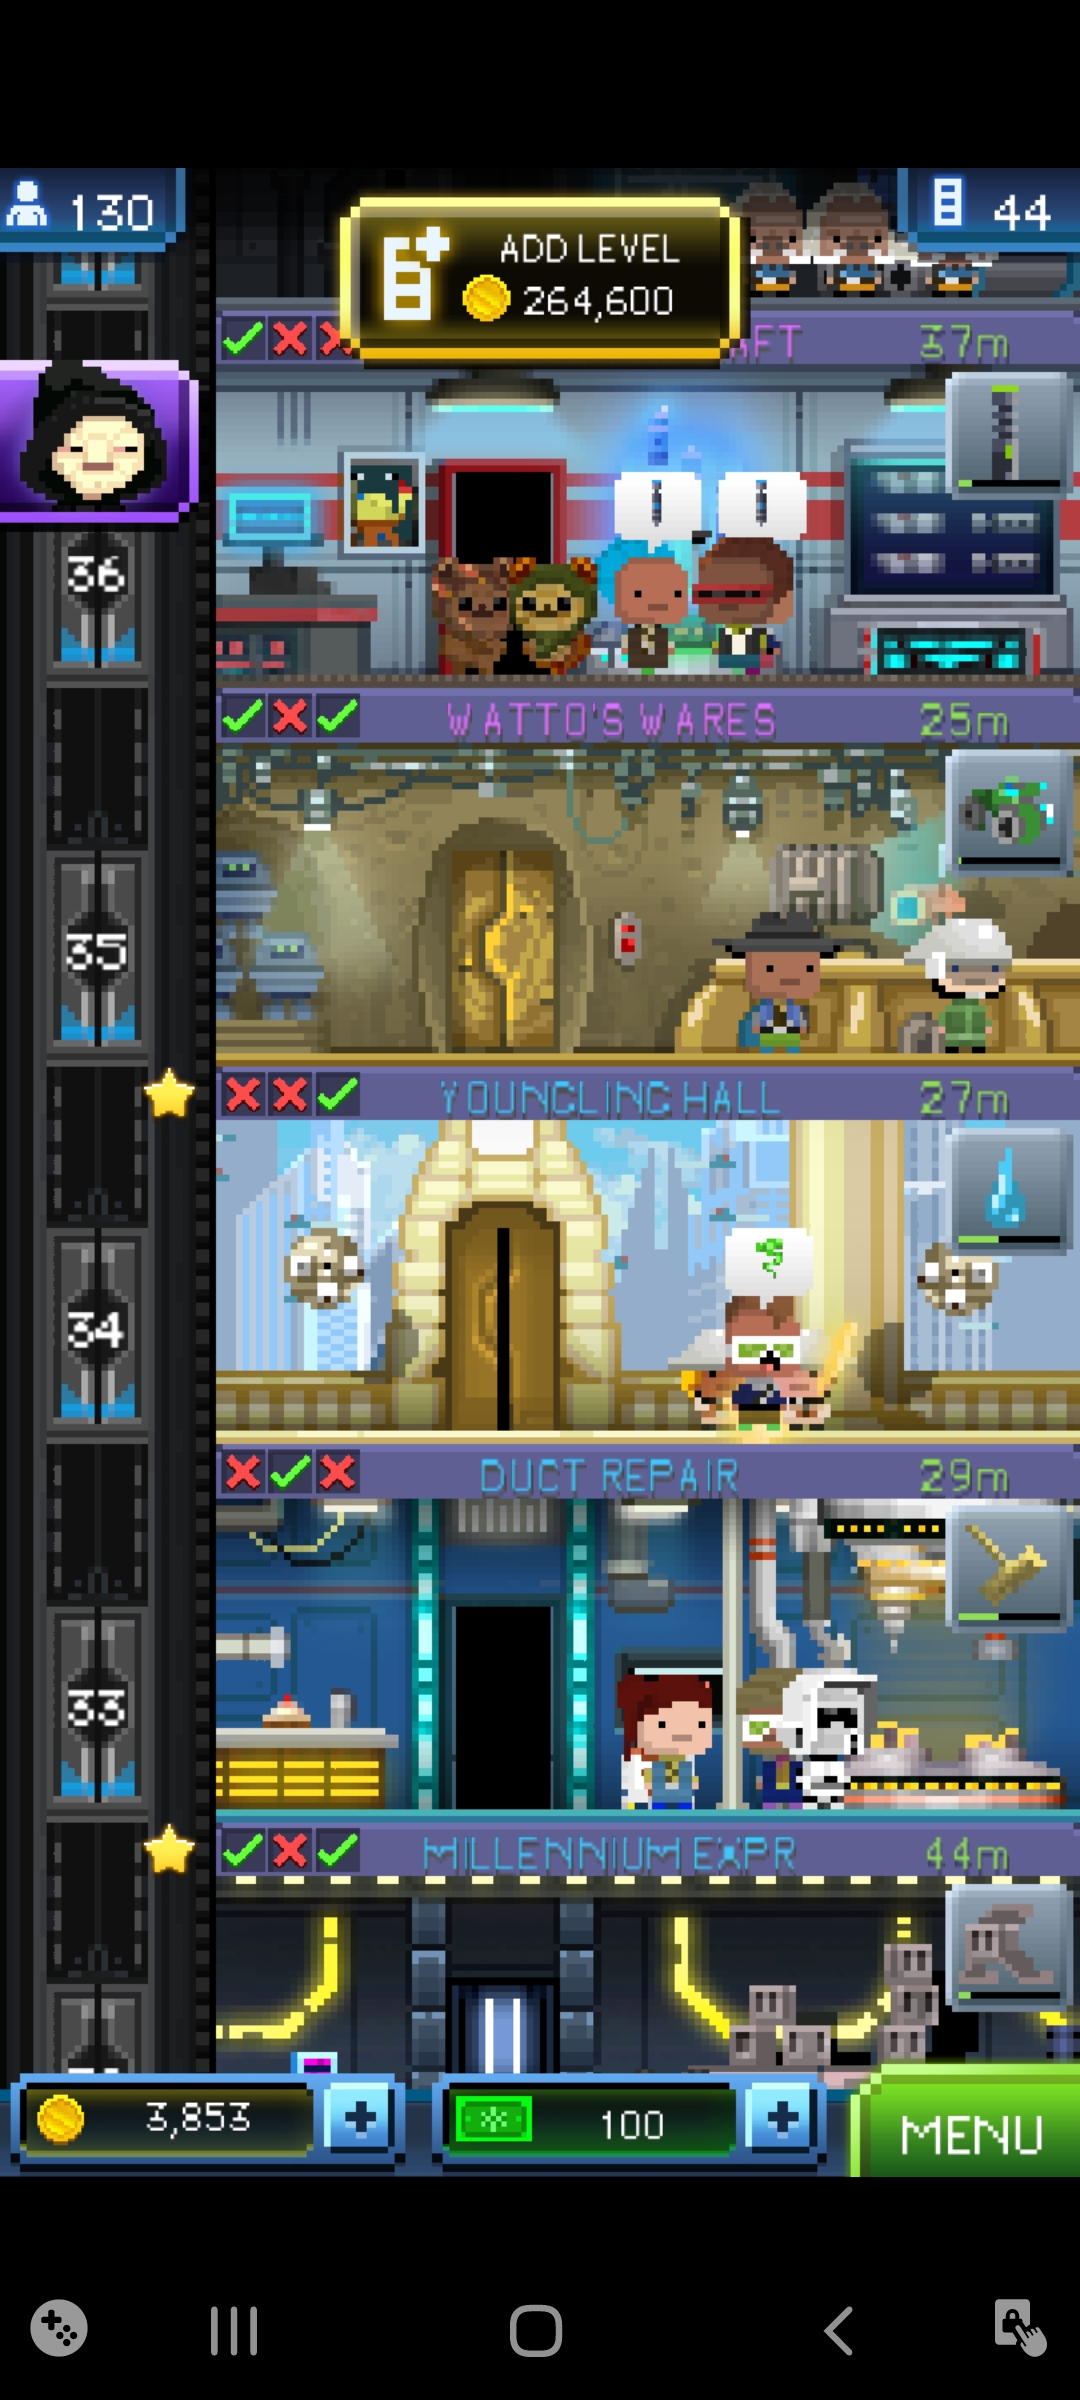 130
ADD LEVEL
264,600
44
AFT
37m
36
WATTO'S WARES
25m
35
YOUNGLING HALL
27m
34
DUCT REPAIR
29m
33
MILLENNIUM EXPR
44m
3,853
100
MENU